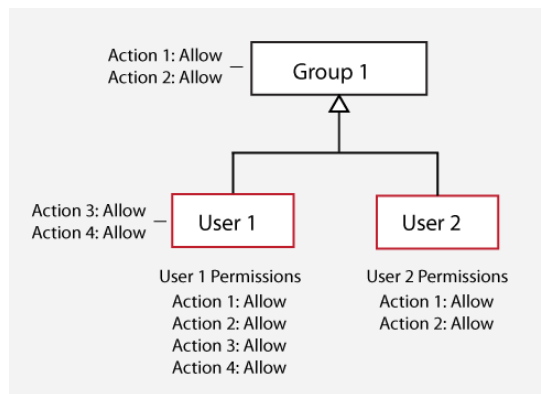 Action 1: Allow
Action 2: Allow
Group 1
Action 3: Allow
Action 4: Allow
User 1
User 2
User 1 Permissions
Action 1: Allow
Action 2: Allow
Action 3: Allow
Action 4: Allow
User 2 Permissions
Action 1: Allow
Action 2: Allow